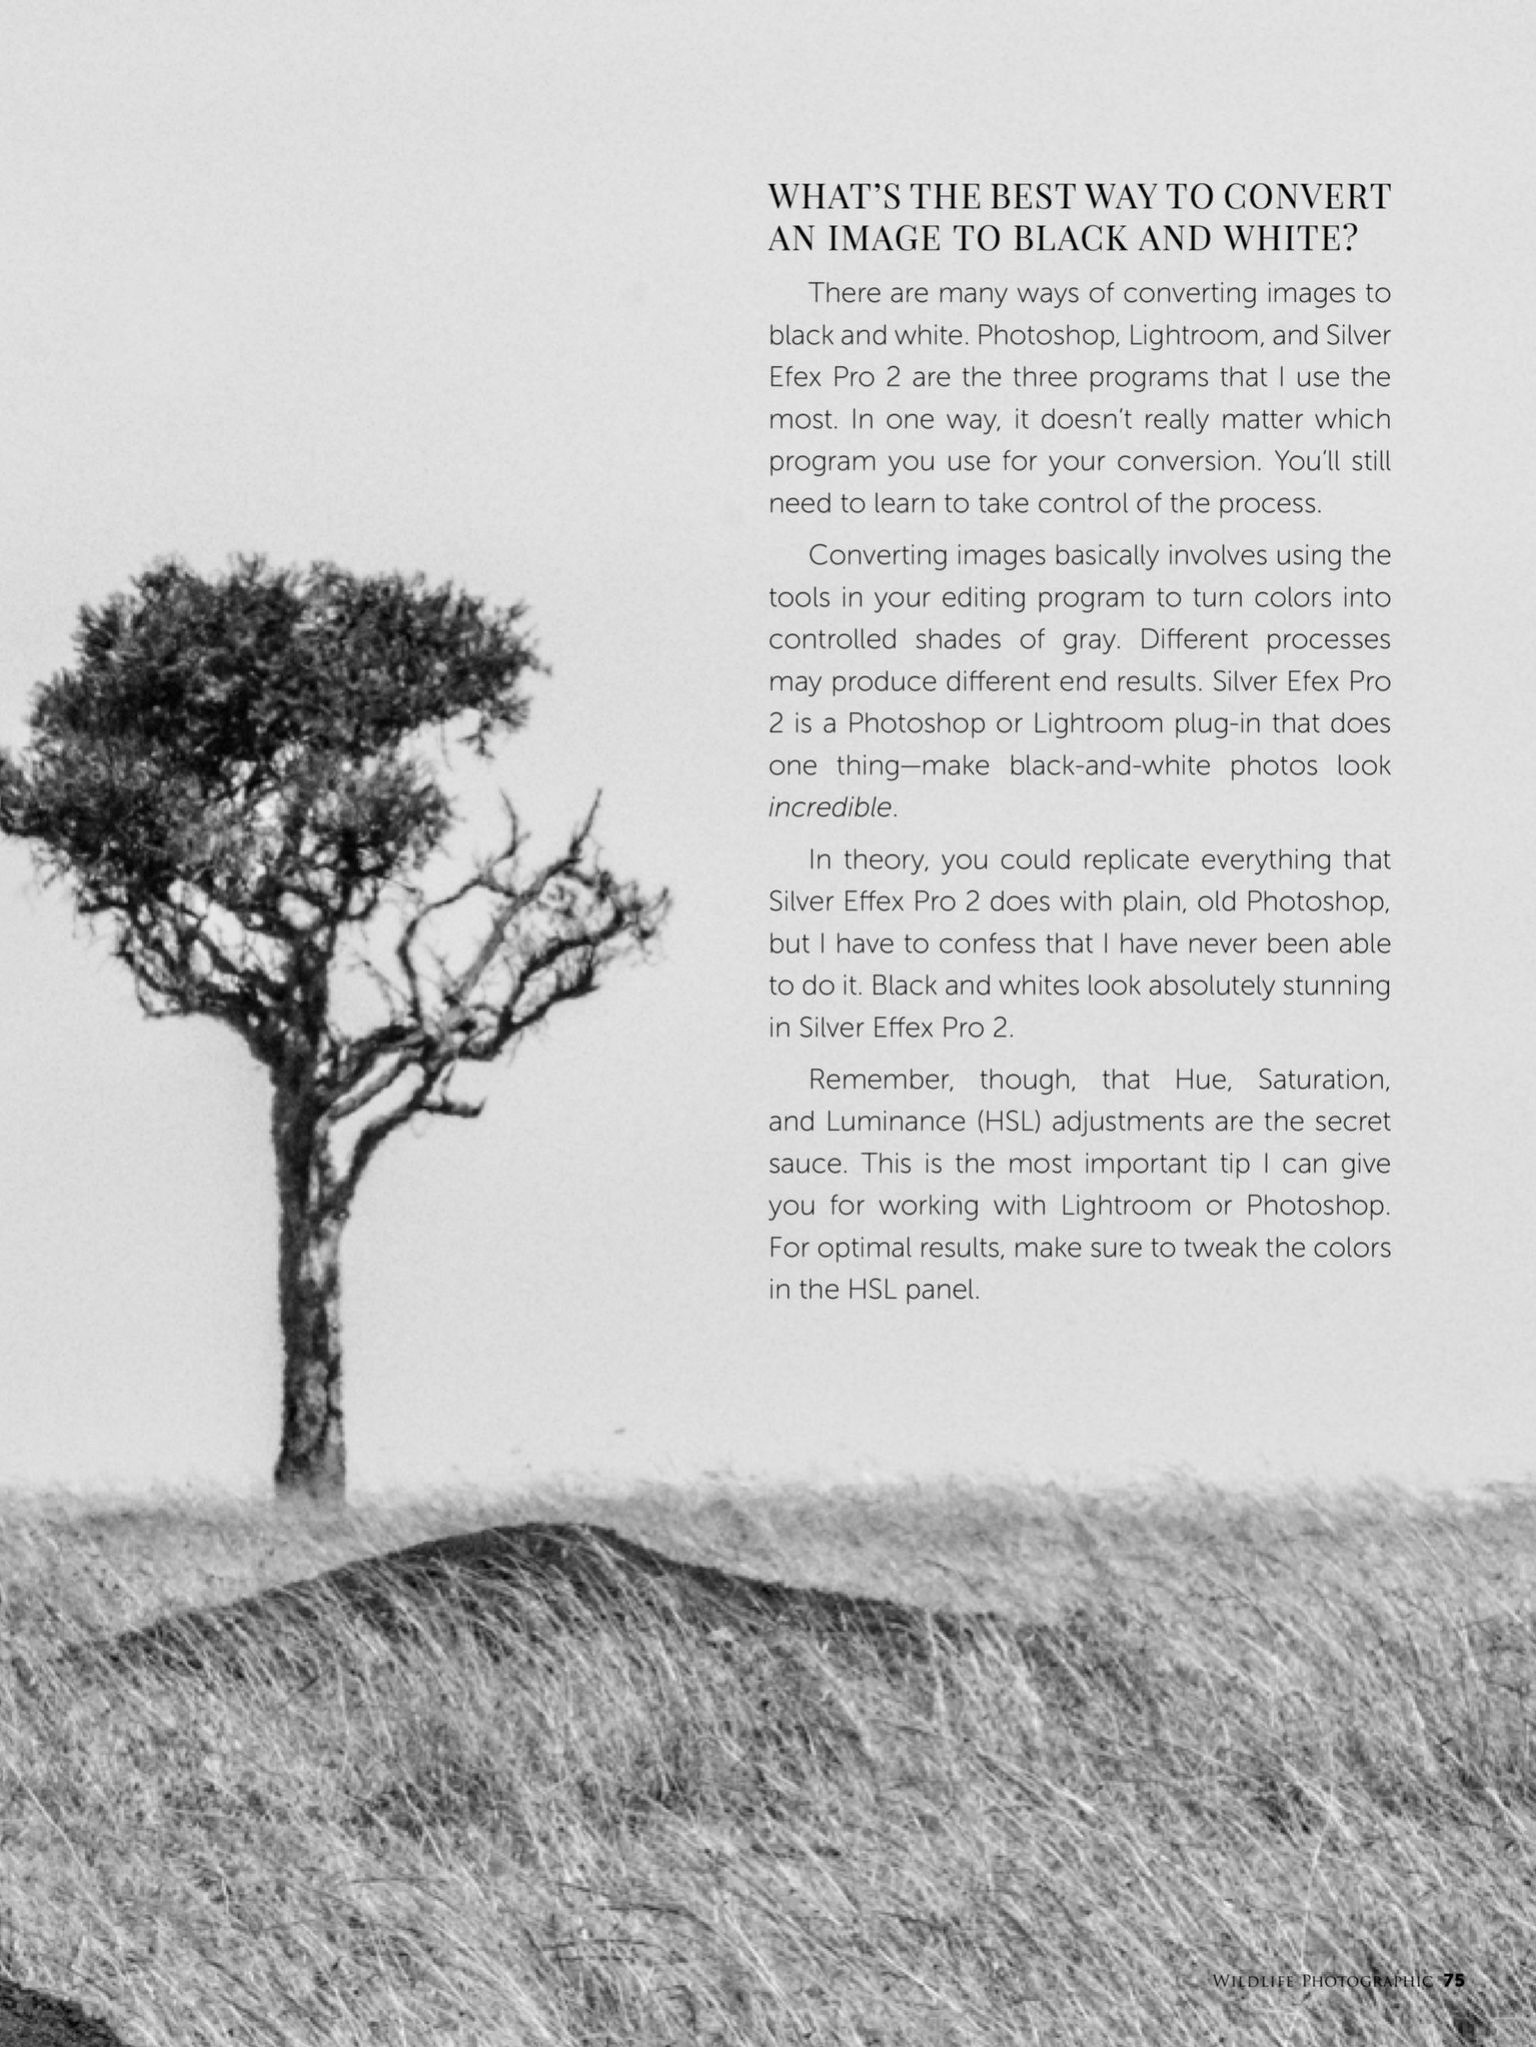 WHAT’S THE BEST WAY TO CONVERT
AN IMAGE TO BLACK AND WHITE?
There are many ways of converting images to
black and white. Photoshop, Lightroom, and Silver
Efex Pro 2 are the three programs that I use the
most. In one way, it doesn’t really matter which
program you use for your conversion. You’ll still
need to learn to take control of the process.
Converting images basically involves using the
tools in your editing program to turn colors into
controlled shades of gray. Different processes
may produce different end results. Silver Efex Pro
2 is a Photoshop or Lightroom plug-in that does
one thing—make black-and-white photos look
incredible.
In theory, you could replicate everything that
Silver Effex Pro 2 does with plain, old Photoshop,
but I have to confess that I have never been able
to do it. Black and whites look absolutely stunning
in Silver Effex Pro 2.
Remember, though, that Hue, Saturation,
and Luminance (HSL) adjustments are the secret
sauce. This is the most important tip I can give
you for working with Lightroom or Photoshop.
For optimal results, make sure to tweak the colors
in the HSL panel.
WILDLIFE PHOTOGRAPHIC 75